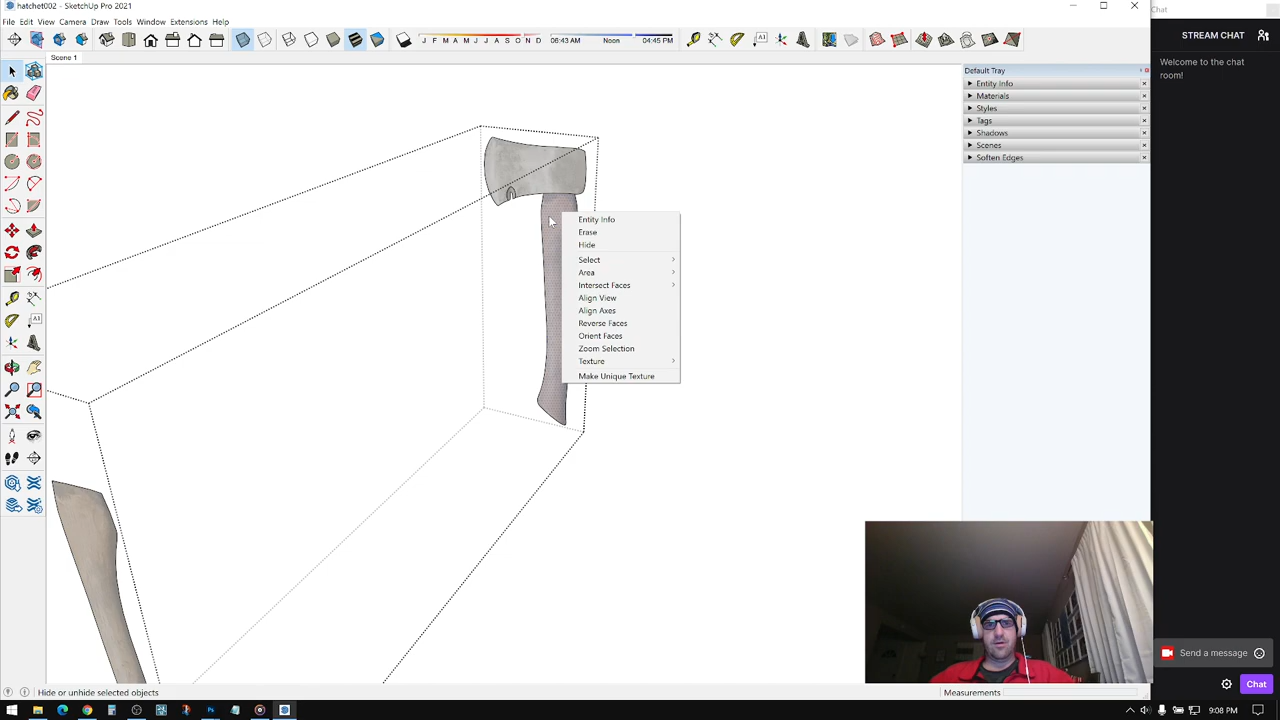 hatchet002 - SketchUp Pro 2021
Chat
File Edit View Camera Draw Tools Window Extensions Help
STREAM CHAT
J F M A M J J A S O N D 06:43 AM Noon 04:45 PM
Scene 1
Welcome to the chat
room!
Default Tray
Entity Info
Materials
Styles
Tags
Shadows
Scenes
Soften Edges
Entity Info
Erase
Hide
Select
Area
Intersect Faces
Align View
Align Axes
Reverse Faces
Orient Faces
Zoom Selection
Texture
Make Unique Texture
Send a message
Chat
Hide or unhide selected objects
Measurements
9:08 PM